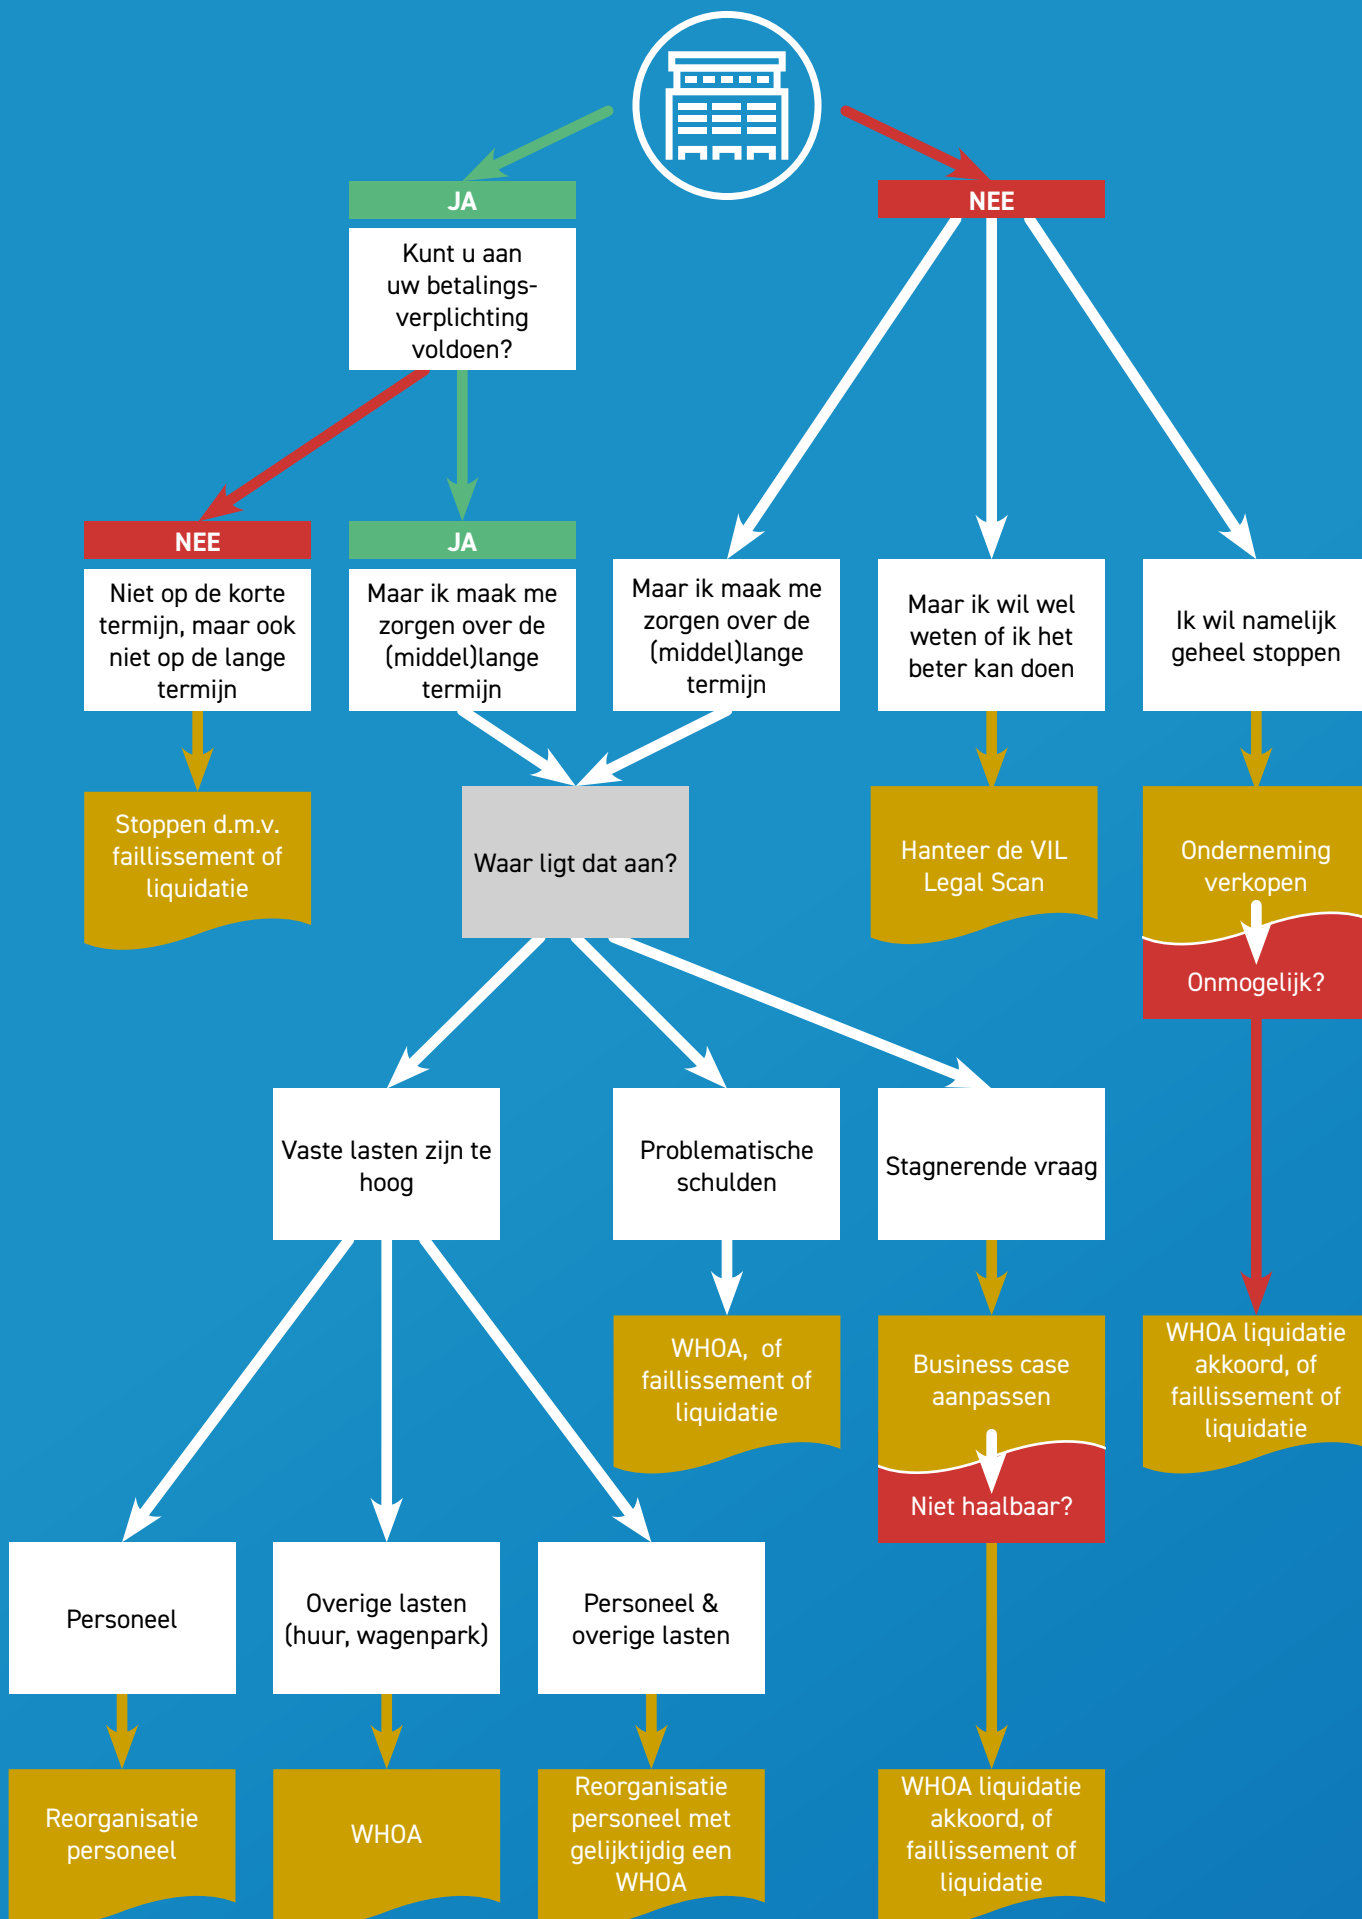 JA
Kunt u aan
uw betalings-
verplichting
voldoen?
NEE
NEE
Niet op de korte
termijn, maar ook
niet op de lange
termijn
JA
Maar ik maak me
zorgen over de
(middel)lange
termijn
Maar ik maak me
zorgen over de
(middel)lange
termijn
Maar ik wil wel
weten of ik het
beter kan doen
Ik wil namelijk
geheel stoppen
Stoppen d.m.v.
faillissement of
liquidatie
Waar ligt dat aan?
Hanteer de VIL
Legal Scan
Onderneming
verkopen
Onmogelijk?
Vaste lasten zijn te
hoog
Problematische
schulden
Stagnerende vraag
WHOA, of
faillissement of
liquidatie
Business case
aanpassen
Niet haalbaar?
WHOA liquidatie
akkoord, of
faillissement of
liquidatie
Personeel
Overige lasten
(huur, wagenpark)
Personeel &
overige lasten
Reorganisatie
personeel
WHOA
Reorganisatie
personeel met
gelijktijdig een
WHOA
WHOA liquidatie
akkoord, of
faillissement of
liquidatie